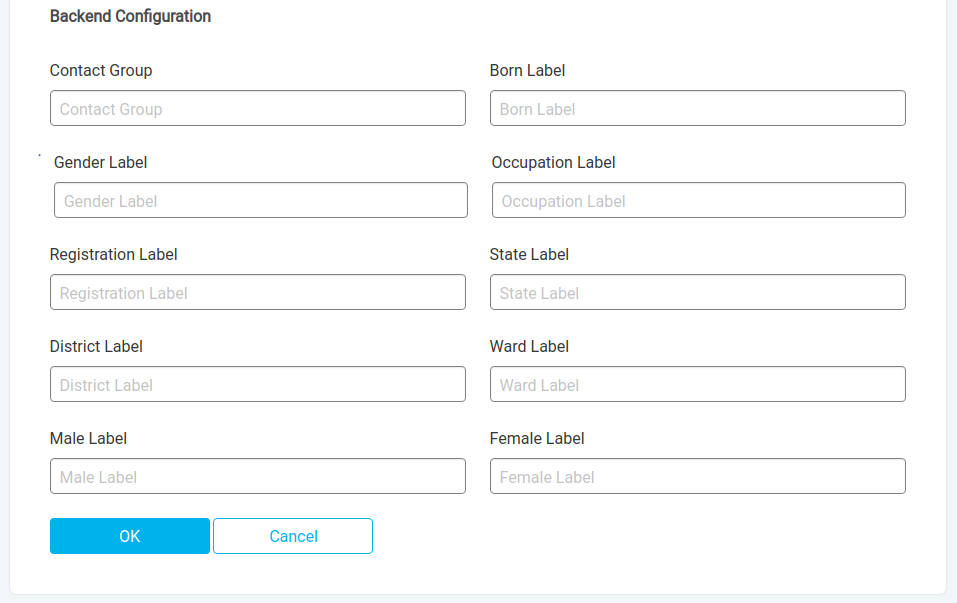 Backend Configuration
Contact Group
Born Label
Contact Group
Born Label
Gender Label
Occupation Label
Gender Label
Occupation Label
Registration Label
State Label
Registration Label
State Label
District Label
Ward Label
District Label
Ward Label
Male Label
Female Label
Male Label
Female Label
OK
Cancel